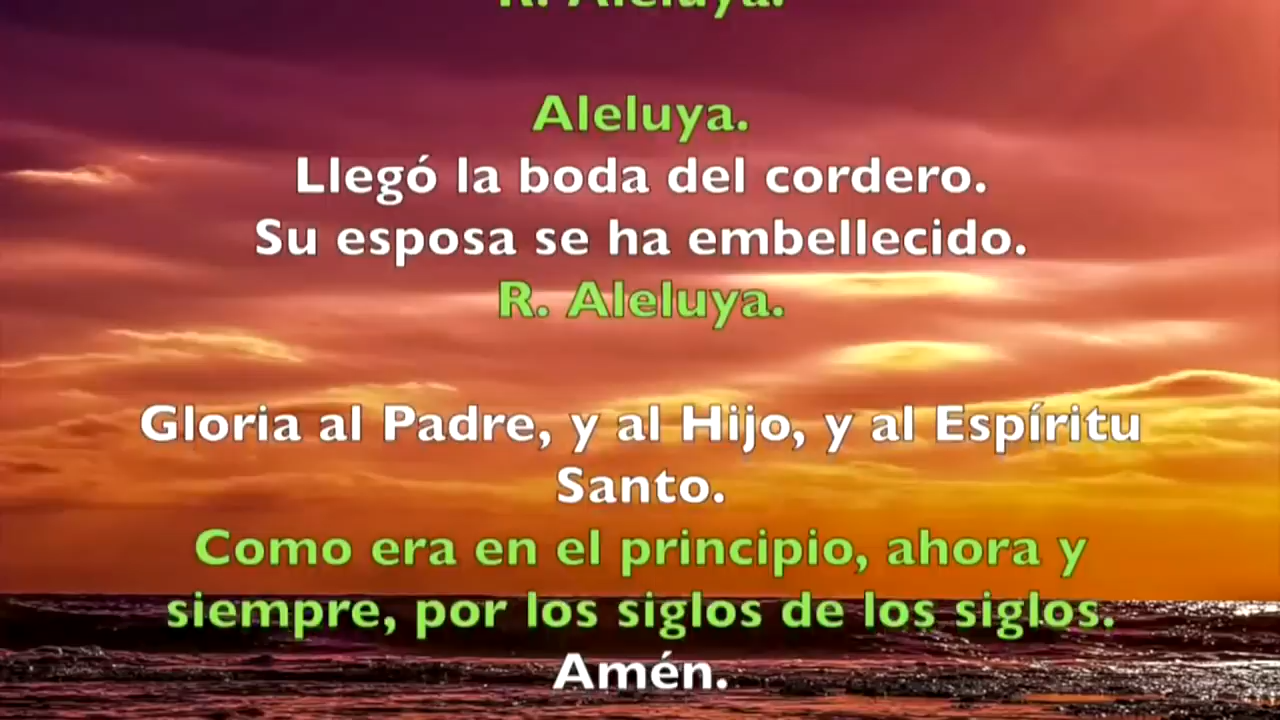 R. Aleluya.
Aleluya.
Llegó la boda del cordero.
Su esposa se ha embellecido.
R. Aleluya.
Gloria al Padre, y al Hijo, y al Espíritu
Santo.
Como era en el principio, ahora y
siempre, por los siglos de los siglos.
Amén.